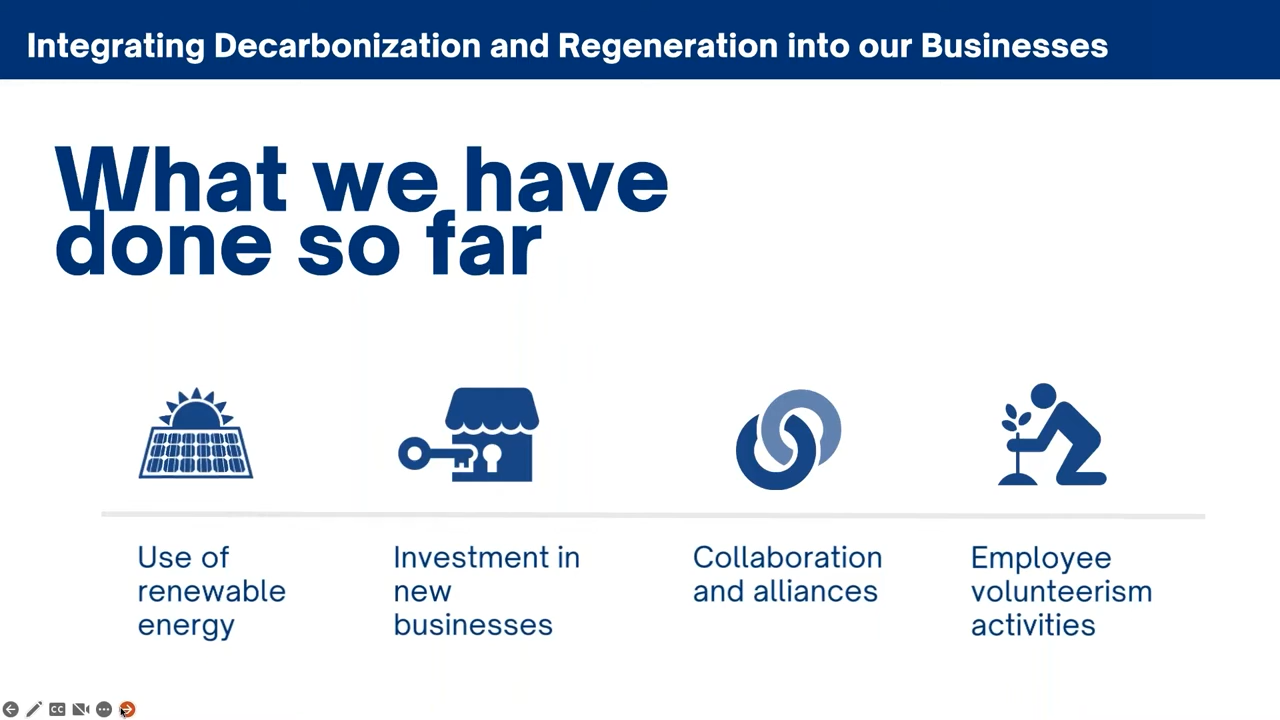 Integrating Decarbonization and Regeneration into our Businesses
What we have
done so far
Use of
renewable
energy
Investment in
new
businesses
Collaboration
and alliances
Employee
volunteerism
activities
CC